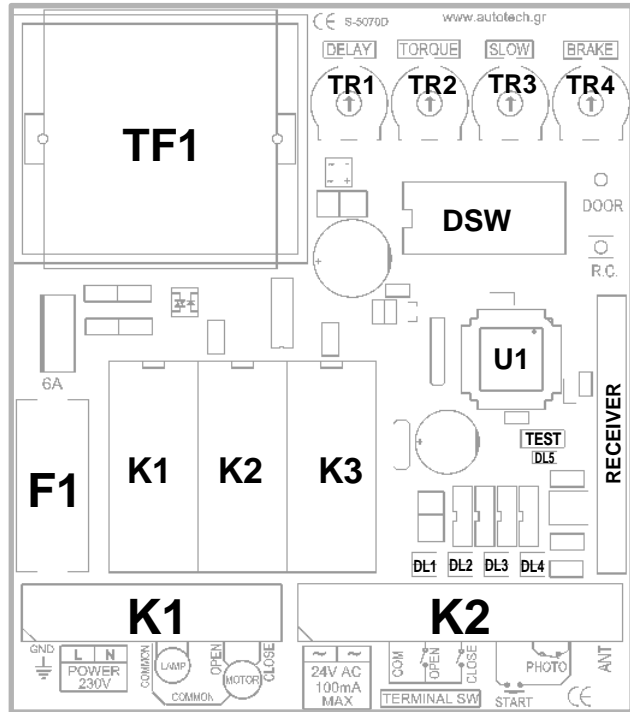 CE S-5070D www.autotech.gr
DELAY TORQUE SLOW BRAKE
TR1 TR2 TR3 TR4
TF1
DSW
DOOR
R.C.
U1
6A
RECEIVER
TEST
DL5
F1
K1 K2 K3
DL1 DL2 DL3 DL4
K1 K2
GND
L N
POWER
230V
COMMON
LAMP
COMMON
OPEN
MOTOR
CLOSE
~ ~
24V AC
100mA
MAX
COM
OPEN
CLOSE
TERMINAL SW
START
PHOTO
ANT
CE